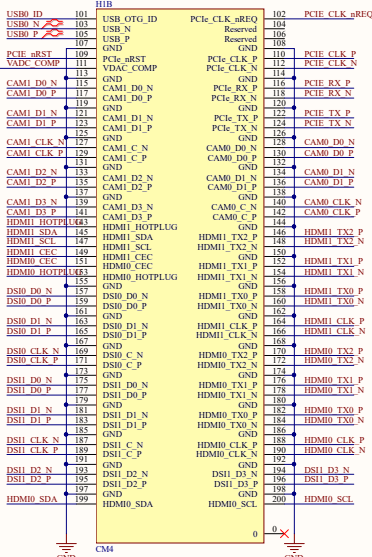 H1B
USB0_ID 101 USB_OTG_ID PCIe_CLK_nREQ 102 PCIE_CLK_nREQ
USB0_N 103 USB_N Reserved 104
USB0_P 105 USB_P Reserved 106
107 GND GND 108
PCIE_nRST 109 PCIe_nRST PCIe_CLK_P 110 PCIE_CLK_P
VADC_COMP 111 VDAC_COMP PCIe_CLK_N 112 PCIE_CLK_N
113 GND GND 114
CAM1_D0_N 115 CAM1_D0_N PCIe_RX_P 116 PCIE_RX_P
CAM1_D0_P 117 CAM1_D0_P PCIe_RX_N 118 PCIE_RX_N
119 GND GND 120
CAM1_D1_N 121 CAM1_D1_N PCIe_TX_P 122 PCIE_TX_P
CAM1_D1_P 123 CAM1_D1_P PCIe_TX_N 124 PCIE_TX_N
125 GND GND 126
CAM1_CLK_N 127 CAM1_C_N CAM0_D0_N 128 CAM0_D0_N
CAM1_CLK_P 129 CAM1_C_P CAM0_D0_P 130 CAM0_D0_P
131 GND GND 132
CAM1_D2_N 133 CAM1_D2_N CAM0_D1_N 134 CAM0_D1_N
CAM1_D2_P 135 CAM1_D2_P CAM0_D1_P 136 CAM0_D1_P
137 GND GND 138
CAM1_D3_N 139 CAM1_D3_N CAM0_C_N 140 CAM0_CLK_N
CAM1_D3_P 141 CAM1_D3_P CAM0_C_P 142 CAM0_CLK_P
HDMI1_HOTPLUG 143 HDMI1_HOTPLUG GND 144
HDMI1_SDA 145 HDMI1_SDA HDMI1_TX2_P 146 HDMI1_TX2_P
HDMI1_SCL 147 HDMI1_SCL HDMI1_TX2_N 148 HDMI1_TX2_N
HDMI1_CEC 149 HDMI1_CEC GND 150
HDMI0_CEC 151 HDMI0_CEC HDMI1_TX1_P 152 HDMI1_TX1_P
HDMI0_HOTPLUG 153 HDMI0_HOTPLUG HDMI1_TX1_N 154 HDMI1_TX1_N
155 GND GND 156
DSI0_D0_N 157 DSI0_D0_N HDMI1_TX0_P 158 HDMI1_TX0_P
DSI0_D0_P 159 DSI0_D0_P HDMI1_TX0_N 160 HDMI1_TX0_N
161 GND GND 162
DSI0_D1_N 163 DSI0_D1_N HDMI1_CLK_P 164 HDMI1_CLK_P
DSI0_D1_P 165 DSI0_D1_P HDMI1_CLK_N 166 HDMI1_CLK_N
167 GND GND 168
DSI0_CLK_N 169 DSI0_C_N HDMI0_TX2_P 170 HDMI0_TX2_P
DSI0_CLK_P 171 DSI0_C_P HDMI0_TX2_N 172 HDMI0_TX2_N
173 GND GND 174
DSI1_D0_N 175 DSI1_D0_N HDMI0_TX1_P 176 HDMI0_TX1_P
DSI1_D0_P 177 DSI1_D0_P HDMI0_TX1_N 178 HDMI0_TX1_N
179 GND GND 180
DSI1_D1_N 181 DSI1_D1_N HDMI0_TX0_P 182 HDMI0_TX0_P
DSI1_D1_P 183 DSI1_D1_P HDMI0_TX0_N 184 HDMI0_TX0_N
185 GND GND 186
DSI1_CLK_N 187 DSI1_C_N HDMI0_CLK_P 188 HDMI0_CLK_P
DSI1_CLK_P 189 DSI1_C_P HDMI0_CLK_N 190 HDMI0_CLK_N
191 GND GND 192
DSI1_D2_N 193 DSI1_D2_N DSI1_D3_N 194 DSI1_D3_N
DSI1_D2_P 195 DSI1_D2_P DSI1_D3_P 196 DSI1_D3_P
197 GND GND 198
HDMI0_SDA 199 HDMI0_SDA HDMI0_SCL 200 HDMI0_SCL
0 0
CM4
GND GND